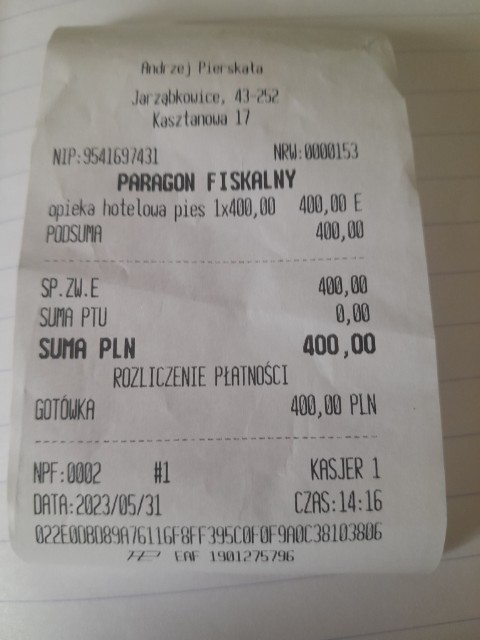 Andrzej Pierskała
Jarząbkowice, 43-252
Kasztanowa 17
NIP:9541697431 NRW:0000153
PARAGON FISKALNY
opieka hotelowa pies 1x400,00 400,00 E
PODSUMA 400,00
SP.ZW.E 400,00
SUMA PTU 0,00
SUMA PLN 400,00
ROZLICZENIE PŁATNOŚCI
GOTÓWKA 400,00 PLN
NPF:0002 #1 KASJER 1
DATA:2023/05/31 CZAS:14:16
022E0DBD89A76116F8FF395C0F0F9A0C38103806
EAF 1901275796